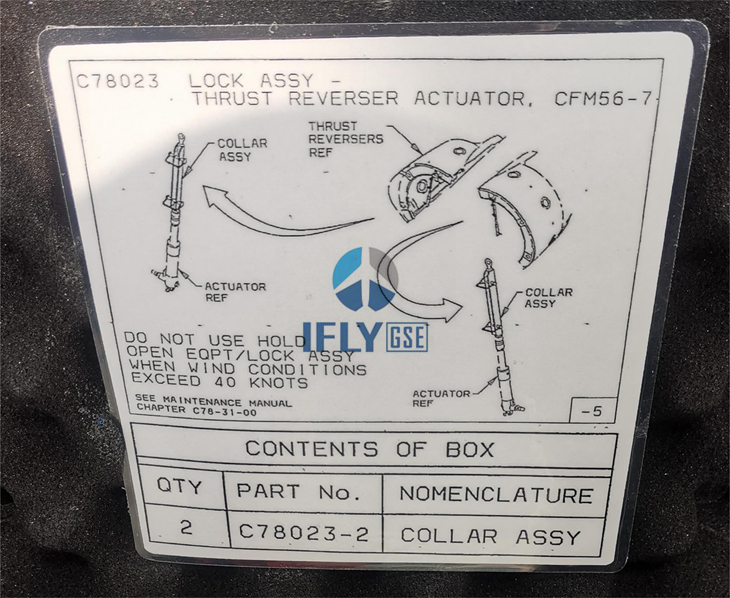 C78023 LOCK ASSY -
THRUST REVERSER ACTUATOR, CFM56-7
COLLAR
ASSY
THRUST
REVERSERS
REF
ACTUATOR
REF
COLLAR
ASSY
IFLY GSE
DO NOT USE HOLD
OPEN EQPT/LOCK ASSY
WHEN WIND CONDITIONS
EXCEED 40 KNOTS
SEE MAINTENANCE MANUAL
CHAPTER C78-31-00
ACTUATOR
REF
-5
CONTENTS OF BOX
QTY PART No. NOMENCLATURE
2 C78023-2 COLLAR ASSY